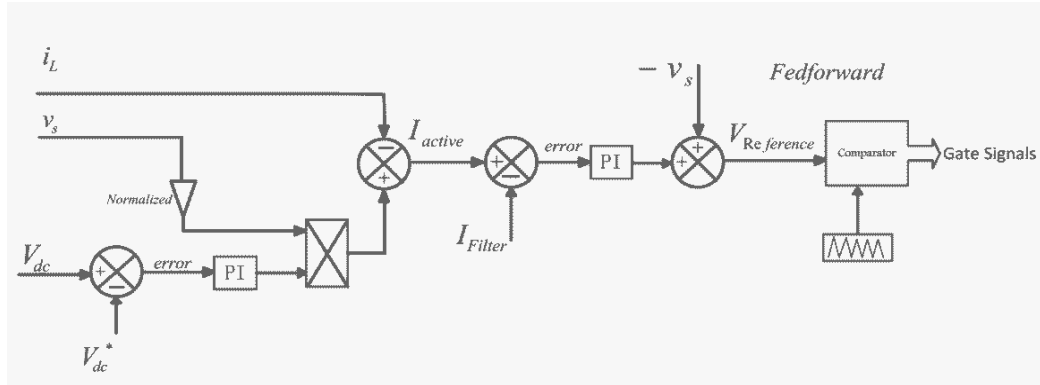 i_L
v_s
Normalized
V_dc
+
−
V_dc*
error
PI
−
+
I_active
+
−
I_Filter
error
PI
− v_s
+
+
Fedforward
V_Reference
Comparator
Gate Signals